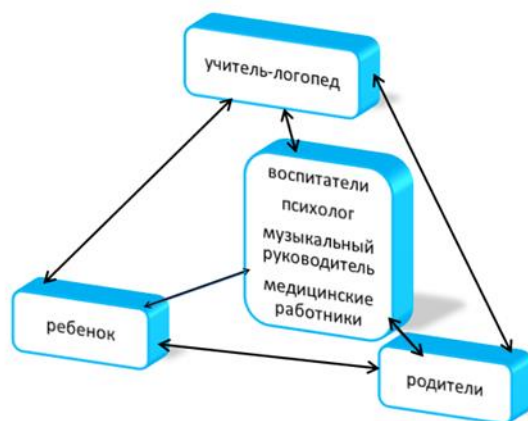 учитель-логопед
воспитатели
психолог
музыкальный
руководитель
медицинские
работники
ребенок
родители